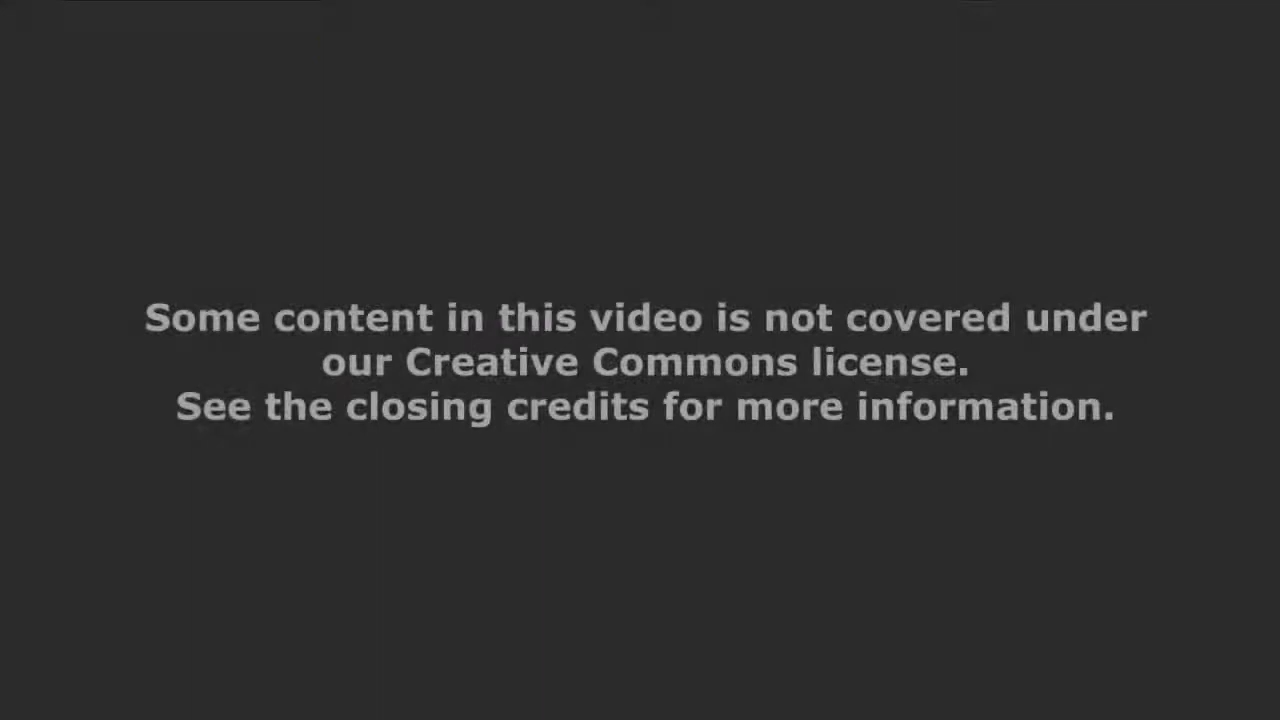 Some content in this video is not covered under
our Creative Commons license.
See the closing credits for more information.